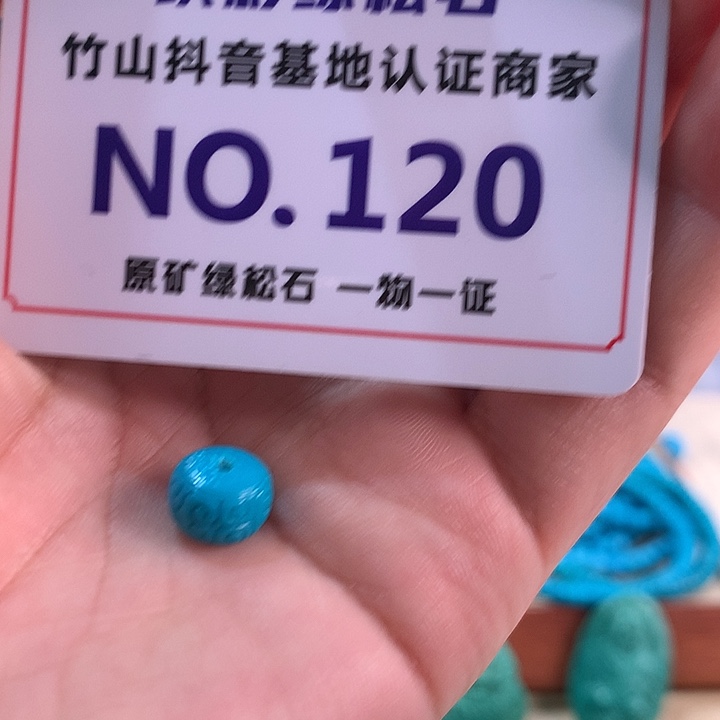 竹山抖音基地认证商家
NO. 120
原矿绿松石 一物一证